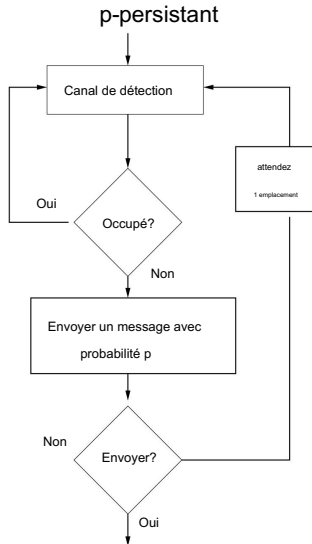 p-persistant
Canal de détection
attendez
1 emplacement
Oui
Occupé?
Non
Envoyer un message avec
probabilité p
Non
Envoyer?
Oui